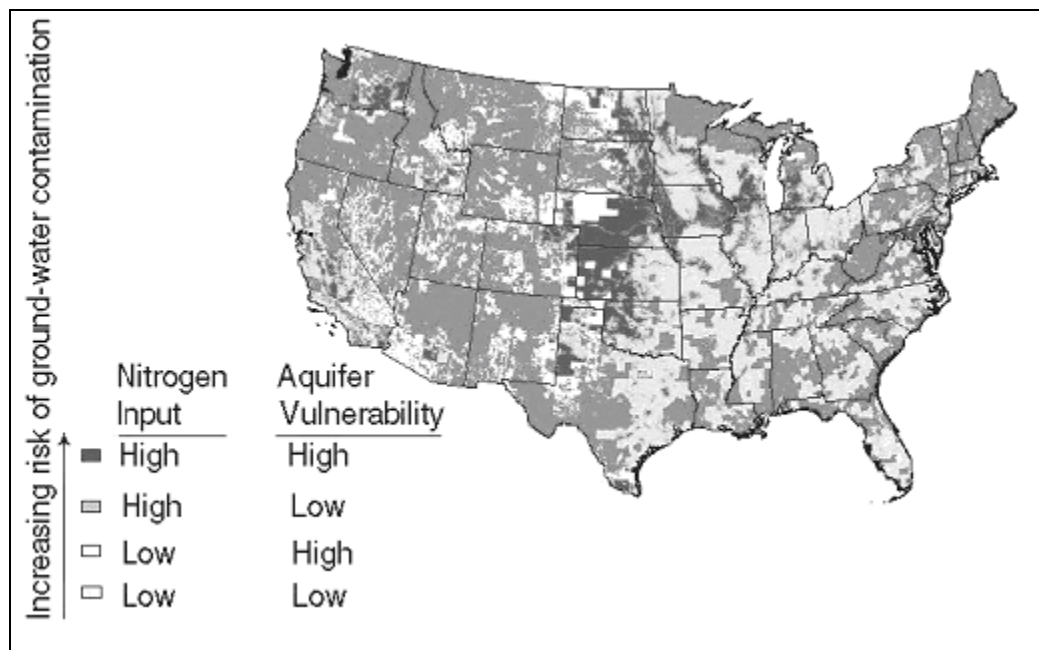 Increasing risk of ground-water contamination
Nitrogen Aquifer
Input Vulnerability
High High
High Low
Low High
Low Low